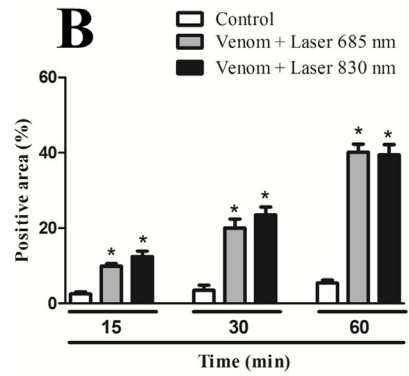 B
Control
Venom + Laser 685 nm
Venom + Laser 830 nm
Positive area (%)
60
40
20
0
* * * * * *
15 30 60
Time (min)